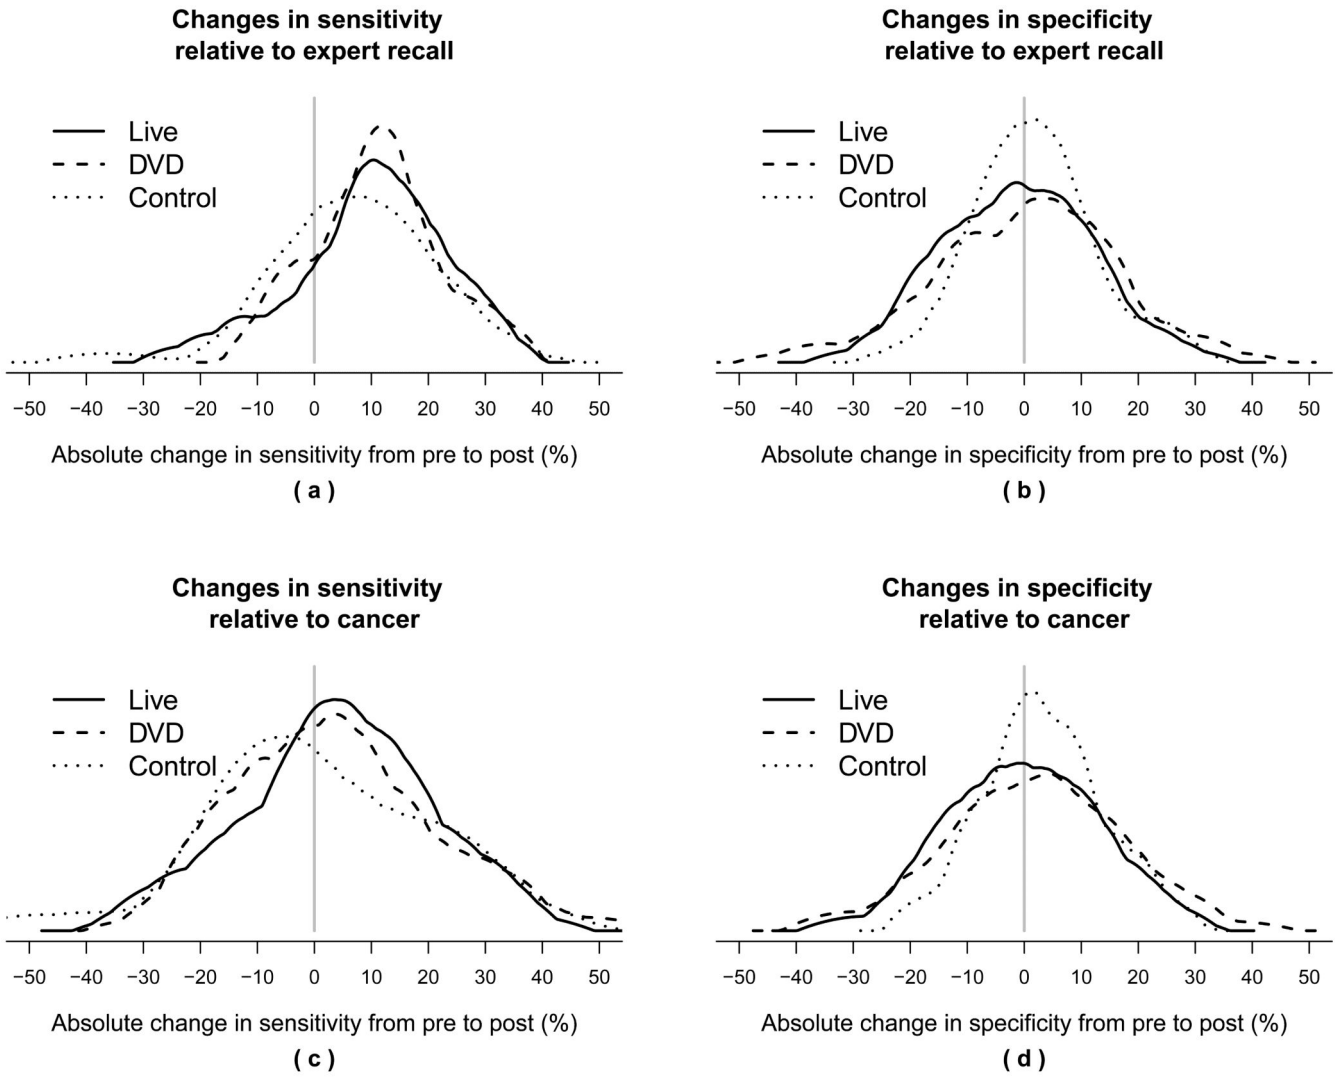 Changes in sensitivity
relative to expert recall
Live
DVD
Control
−50 −40 −30 −20 −10 0 10 20 30 40 50
Absolute change in sensitivity from pre to post (%)
( a )
Changes in specificity
relative to expert recall
Live
DVD
Control
−50 −40 −30 −20 −10 0 10 20 30 40 50
Absolute change in specificity from pre to post (%)
( b )
Changes in sensitivity
relative to cancer
Live
DVD
Control
−50 −40 −30 −20 −10 0 10 20 30 40 50
Absolute change in sensitivity from pre to post (%)
( c )
Changes in specificity
relative to cancer
Live
DVD
Control
−50 −40 −30 −20 −10 0 10 20 30 40 50
Absolute change in specificity from pre to post (%)
( d )